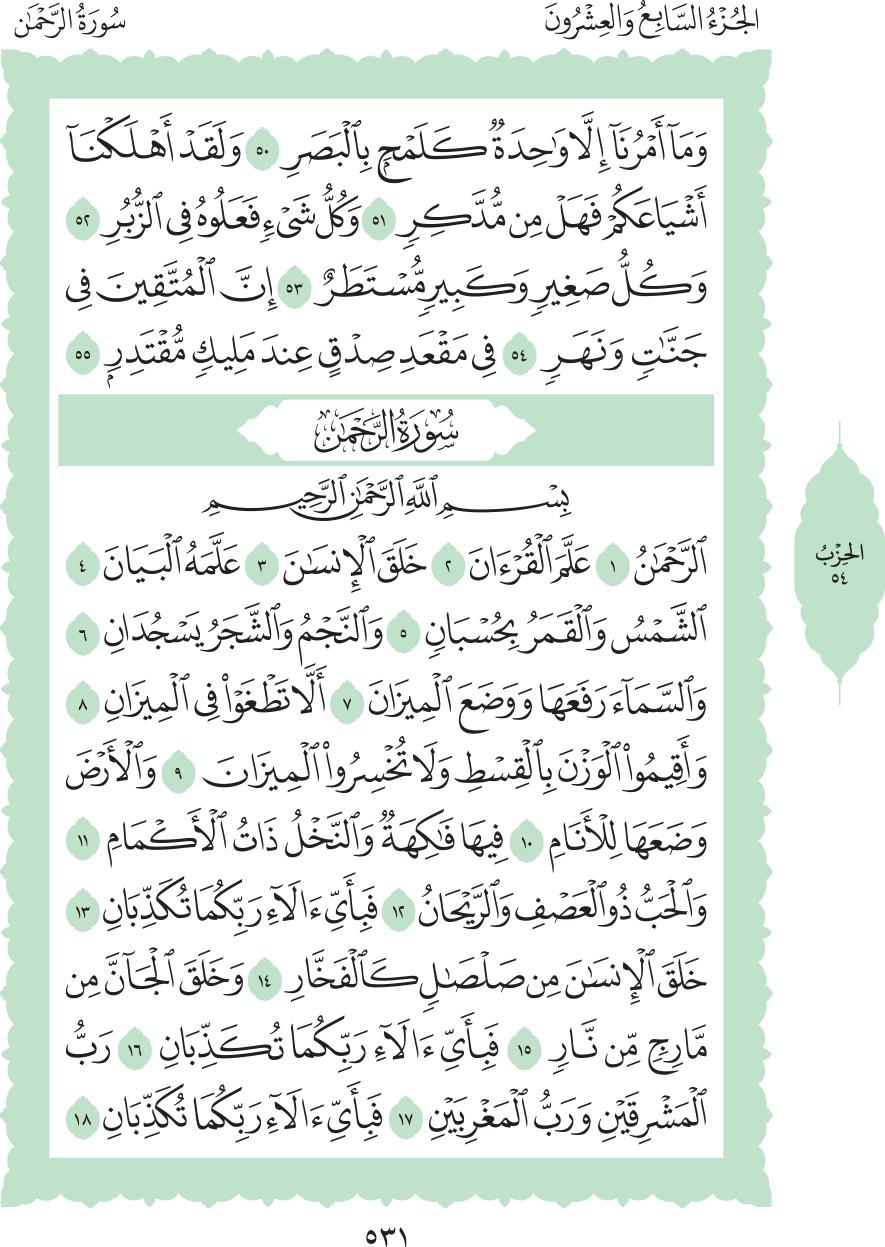 الجُزْءُ السَّابِعُ وَالعِشْرُونَ
سُورَةُ الرَّحْمَٰن
وَمَآ أَمْرُنَآ إِلَّا وَٰحِدَةٌ كَلَمْحِۭ بِٱلْبَصَرِ ٥٠ وَلَقَدْ أَهْلَكْنَآ
أَشْيَاعَكُمْ فَهَلْ مِن مُّدَّكِرٍ ٥١ وَكُلُّ شَىْءٍ فَعَلُوهُ فِى ٱلزُّبُرِ ٥٢
وَكُلُّ صَغِيرٍ وَكَبِيرٍ مُّسْتَطَرٌ ٥٣ إِنَّ ٱلْمُتَّقِينَ فِى
جَنَّٰتٍ وَنَهَرٍ ٥٤ فِى مَقْعَدِ صِدْقٍ عِندَ مَلِيكٍ مُّقْتَدِرٍۭ ٥٥
سُورَةُ الرَّحْمَٰن
بِسْمِ ٱللَّهِ ٱلرَّحْمَٰنِ ٱلرَّحِيمِ
ٱلرَّحْمَٰنُ ١ عَلَّمَ ٱلْقُرْءَانَ ٢ خَلَقَ ٱلْإِنسَٰنَ ٣ عَلَّمَهُ ٱلْبَيَانَ ٤
ٱلشَّمْسُ وَٱلْقَمَرُ بِحُسْبَانٍ ٥ وَٱلنَّجْمُ وَٱلشَّجَرُ يَسْجُدَانِ ٦
وَٱلسَّمَآءَ رَفَعَهَا وَوَضَعَ ٱلْمِيزَانَ ٧ أَلَّا تَطْغَوْا۟ فِى ٱلْمِيزَانِ ٨
وَأَقِيمُوا۟ ٱلْوَزْنَ بِٱلْقِسْطِ وَلَا تُخْسِرُوا۟ ٱلْمِيزَانَ ٩ وَٱلْأَرْضَ
وَضَعَهَا لِلْأَنَامِ ١٠ فِيهَا فَٰكِهَةٌ وَٱلنَّخْلُ ذَاتُ ٱلْأَكْمَامِ ١١
وَٱلْحَبُّ ذُو ٱلْعَصْفِ وَٱلرَّيْحَانُ ١٢ فَبِأَىِّ ءَالَآءِ رَبِّكُمَا تُكَذِّبَانِ ١٣
خَلَقَ ٱلْإِنسَٰنَ مِن صَلْصَٰلٍ كَٱلْفَخَّارِ ١٤ وَخَلَقَ ٱلْجَآنَّ مِن
مَّارِجٍ مِّن نَّارٍ ١٥ فَبِأَىِّ ءَالَآءِ رَبِّكُمَا تُكَذِّبَانِ ١٦ رَبُّ
ٱلْمَشْرِقَيْنِ وَرَبُّ ٱلْمَغْرِبَيْنِ ١٧ فَبِأَىِّ ءَالَآءِ رَبِّكُمَا تُكَذِّبَانِ ١٨
الحِزْبُ
٥٤
٥٣١